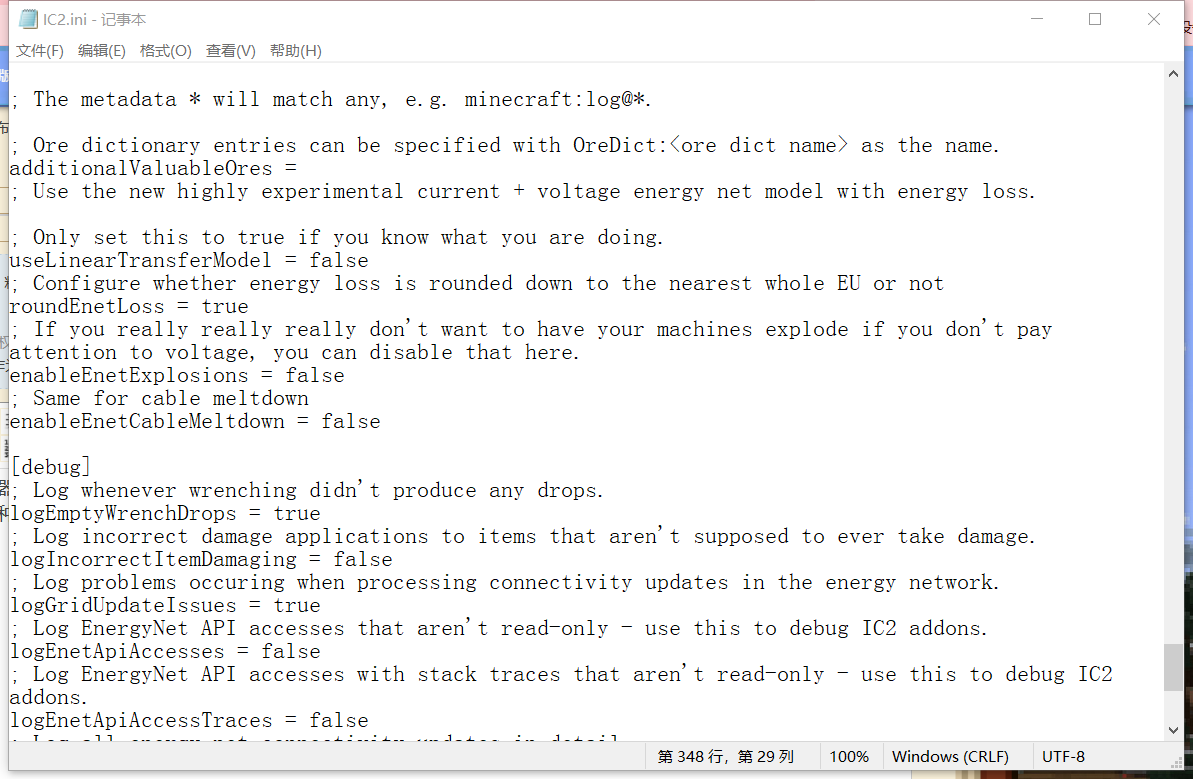 IC2.ini - 记事本
文件(F) 编辑(E) 格式(O) 查看(V) 帮助(H)
; The metadata * will match any, e.g. minecraft:log@*.
; Ore dictionary entries can be specified with OreDict:<ore dict name> as the name.
additionalValuableOres =
; Use the new highly experimental current + voltage energy net model with energy loss.
; Only set this to true if you know what you are doing.
useLinearTransferModel = false
; Configure whether energy loss is rounded down to the nearest whole EU or not
roundEnetLoss = true
; If you really really really don't want to have your machines explode if you don't pay
attention to voltage, you can disable that here.
enableEnetExplosions = false
; Same for cable meltdown
enableEnetCableMeltdown = false
[debug]
; Log whenever wrenching didn't produce any drops.
logEmptyWrenchDrops = true
; Log incorrect damage applications to items that aren't supposed to ever take damage.
logIncorrectItemDamaging = false
; Log problems occuring when processing connectivity updates in the energy network.
logGridUpdateIssues = true
; Log EnergyNet API accesses that aren't read-only - use this to debug IC2 addons.
logEnetApiAccesses = false
; Log EnergyNet API accesses with stack traces that aren't read-only - use this to debug IC2
addons.
logEnetApiAccessTraces = false
; Log all energy net connectivity updates in detail
第 348 行，第 29 列 100% Windows (CRLF) UTF-8